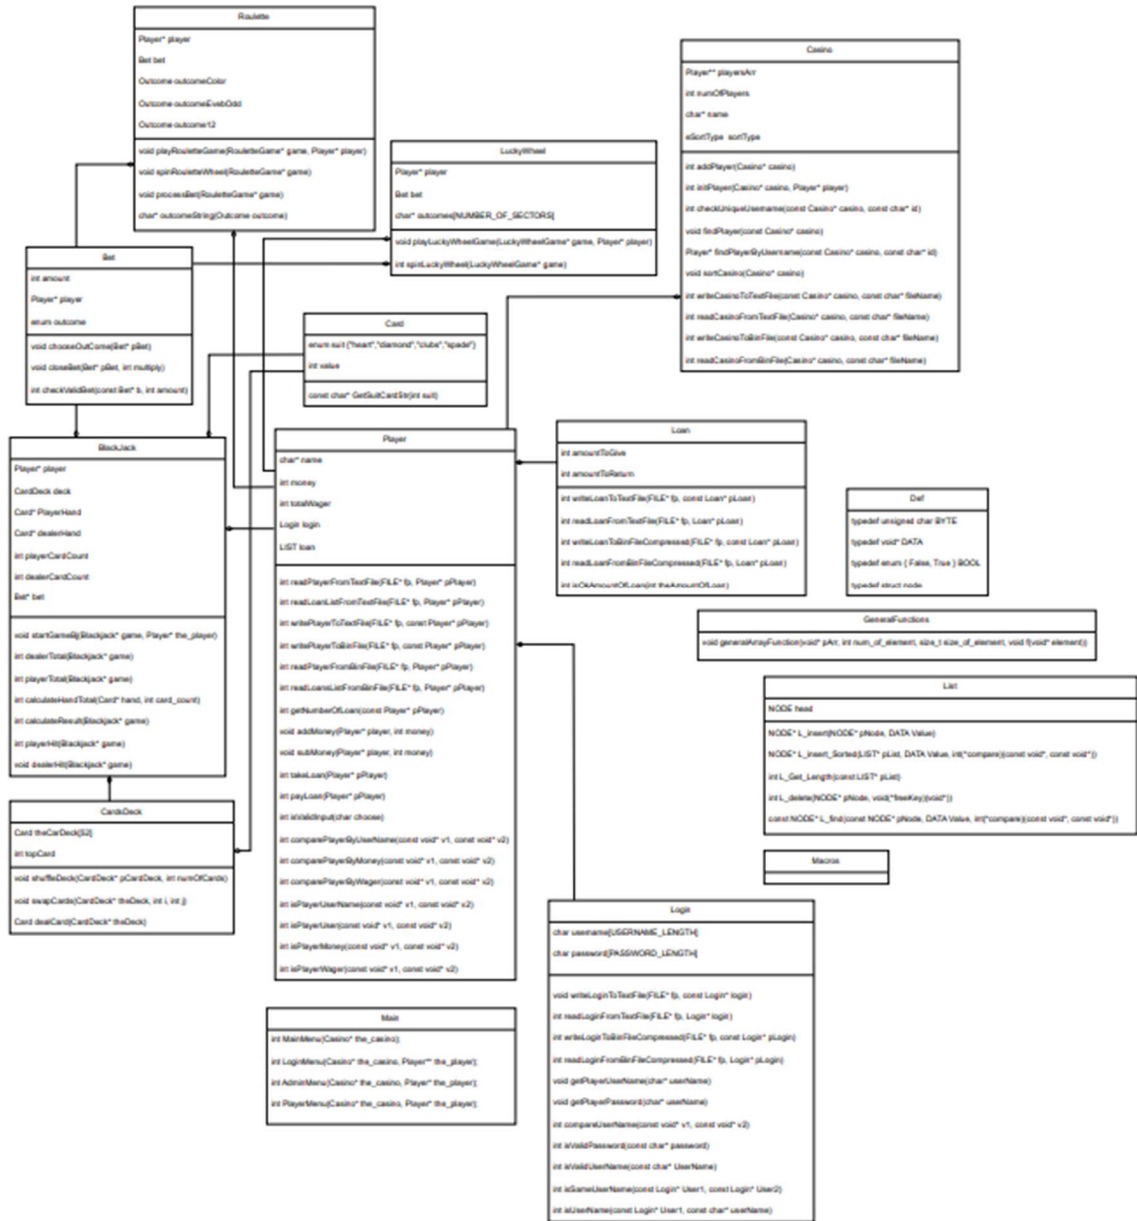 Roulette
Player* player
Bet bet
Outcome outcomeColor
Outcome outcomeEvebOdd
Outcome outcome12
void playRouletteGame(RouletteGame* game, Player* player)
void spinRouletteWheel(RouletteGame* game)
void processBet(RouletteGame* game)
char* outcomeString(Outcome outcome)
Casino
Player** playersArr
int numOfPlayers
char* name
eSortType sortType
int addPlayer(Casino* casino)
int initPlayer(Casino* casino, Player* player)
int checkUniqueUsername(const Casino* casino, const char* id)
void findPlayer(const Casino* casino)
Player* findPlayerByUsername(const Casino* casino, const char* id)
void sortCasino(Casino* casino)
int writeCasinoToTextFile(const Casino* casino, const char* fileName)
int readCasinoFromTextFile(Casino* casino, const char* fileName)
int writeCasinoToBinFile(const Casino* casino, const char* fileName)
int readCasinoFromBinFile(Casino* casino, const char* fileName)
LuckyWheel
Player* player
Bet bet
char* outcomes[NUMBER_OF_SECTORS]
void playLuckyWheelGame(LuckyWheelGame* game, Player* player)
int spinLuckyWheel(LuckyWheelGame* game)
Bet
int amount
Player* player
enum outcome
void chooseOutCome(Bet* pBet)
void closeBet(Bet* pBet, int multiply)
int checkValidBet(const Bet* b, int amount)
Card
enum suit {"heart","diamond","clubs","spade"}
int value
const char* GetSuitCardStr(int suit)
BlackJack
Player* player
CardDeck deck
Card* PlayerHand
Card* dealerHand
int playerCardCount
int dealerCardCount
Bet* bet
void startGameBj(Blackjack* game, Player* the_player)
int dealerTotal(Blackjack* game)
int playerTotal(Blackjack* game)
int calculateHandTotal(Card* hand, int card_count)
int calculateResult(Blackjack* game)
int playerHit(Blackjack* game)
void dealerHit(Blackjack* game)
Player
char* name
int money
int totalWager
Login login
LIST loan
int readPlayerFromTextFile(FILE* fp, Player* pPlayer)
int readLoanListFromTextFile(FILE* fp, Player* pPlayer)
int writePlayerToTextFile(FILE* fp, const Player* pPlayer)
int writePlayerToBinFile(FILE* fp, const Player* pPlayer)
int readPlayerFromBinFile(FILE* fp, Player* pPlayer)
int readLoansListFromBinFile(FILE* fp, Player* pPlayer)
int getNumberOfLoan(const Player* pPlayer)
void addMoney(Player* player, int money)
void subMoney(Player* player, int money)
int takeLoan(Player* pPlayer)
int payLoan(Player* pPlayer)
int isValidInput(char choose)
int comparePlayerByUserName(const void* v1, const void* v2)
int comparePlayerByMoney(const void* v1, const void* v2)
int comparePlayerByWager(const void* v1, const void* v2)
int isPlayerUserName(const void* v1, const void* v2)
int isPlayerUser(const void* v1, const void* v2)
int isPlayerMoney(const void* v1, const void* v2)
int isPlayerWager(const void* v1, const void* v2)
Loan
int amountToGive
int amountToReturn
int writeLoanToTextFile(FILE* fp, const Loan* pLoan)
int readLoanFromTextFile(FILE* fp, Loan* pLoan)
int writeLoanToBinFileCompressed(FILE* fp, const Loan* pLoan)
int readLoanFromBinFileCompressed(FILE* fp, Loan* pLoan)
int isOkAmountOfLoan(int theAmountOfLoan)
Def
typedef unsigned char BYTE
typedef void* DATA
typedef enum { False, True } BOOL
typedef struct node
GeneralFunctions
void generalArrayFunction(void* pArr, int num_of_element, size_t size_of_element, void f(void* element))
List
NODE head
NODE* L_insert(NODE* pNode, DATA Value)
NODE* L_insert_Sorted(LIST* pList, DATA Value, int(*compare)(const void*, const void*))
int L_Get_Length(const LIST* pList)
int L_delete(NODE* pNode, void(*freeKey)(void*))
const NODE* L_find(const NODE* pNode, DATA Value, int(*compare)(const void*, const void*))
CardsDeck
Card theCarDeck[52]
int topCard
void shuffleDeck(CardDeck* pCardDeck, int numOfCards)
void swapCards(CardDeck* theDeck, int i, int j)
Card dealCard(CardDeck* theDeck)
Macros
Login
char username[USERNAME_LENGTH]
char password[PASSWORD_LENGTH]
void writeLoginToTextFile(FILE* fp, const Login* login)
int readLoginFromTextFile(FILE* fp, Login* login)
int writeLoginToBinFileCompressed(FILE* fp, const Login* pLogin)
int readLoginFromBinFileCompressed(FILE* fp, Login* pLogin)
void getPlayerUserName(char* userName)
void getPlayerPassword(char* userName)
int compareUserName(const void* v1, const void* v2)
int isValidPassword(const char* password)
int isValidUserName(const char* UserName)
int isGameUserName(const Login* User1, const Login* User2)
int isUserName(const Login* User1, const char* userName)
Main
int MainMenu(Casino* the_casino);
int LoginMenu(Casino* the_casino, Player** the_player);
int AdminMenu(Casino* the_casino, Player* the_player);
int PlayerMenu(Casino* the_casino, Player* the_player);